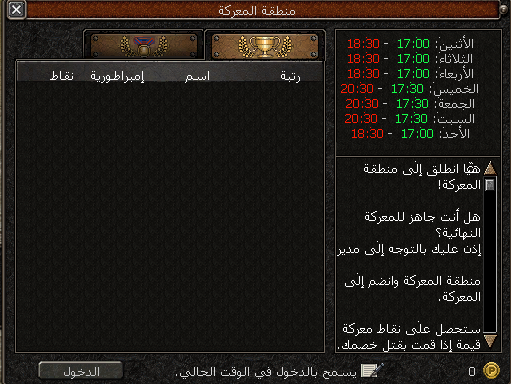 منطقة المعركة
رتبة اسم إمبراطورية نقاط
الأثنين: 17:00 - 18:30
الثلاثاء: 17:00 - 18:30
الأربعاء: 17:00 - 18:30
الخميس: 17:30 - 20:30
الجمعة: 17:30 - 20:30
السبت: 17:30 - 20:30
الأحد: 17:00 - 18:30
هيّا انطلق إلى منطقة
المعركة!
هل أنت جاهز للمعركة
النهائية؟
إذن عليك بالتوجه إلى مدير
منطقة المعركة وانضم إلى
المعركة.
ستحصل على نقاط معركة
قيمة إذا قمت بقتل خصمك.
0
يسمح بالدخول في الوقت الحالي.
الدخول